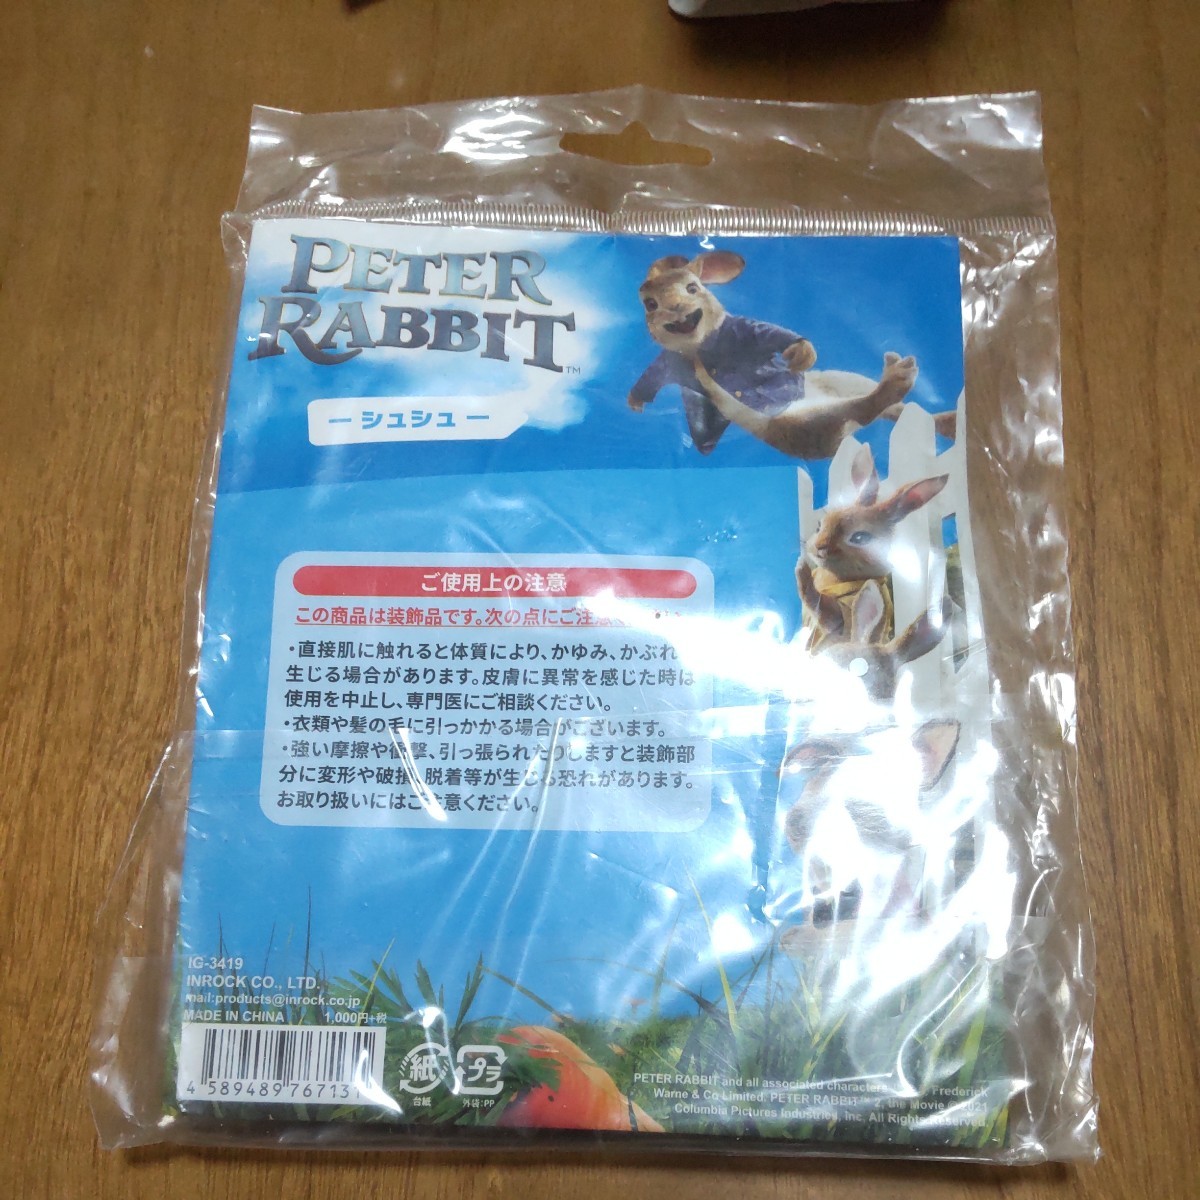 PETER
RABBIT™
ー シュシュ ー
ご使用上の注意
この商品は装飾品です。次の点にご注意
・直接肌に触れると体質により、かゆみ、かぶれ
生じる場合があります。皮膚に異常を感じた時は
使用を中止し、専門医にご相談ください。
・衣類や髪の毛に引っかかる場合がございます。
・強い摩擦や衝撃、引っ張られたりしますと装飾部
分に変形や破損、脱着等が生じる恐れがあります。
お取り扱いにはご注意ください。
IG-3419
INROCK CO., LTD.
mail:products@inrock.co.jp
MADE IN CHINA 1,000円+税
4 589489 76713
紙
台紙
プラ
外袋:PP
PETER RABBIT and all associated characters Frederick
Warne & Co Limited. PETER RABBIT™ 2, the Movie © 2021
Columbia Pictures Industries, Inc. All Rights Reserved.